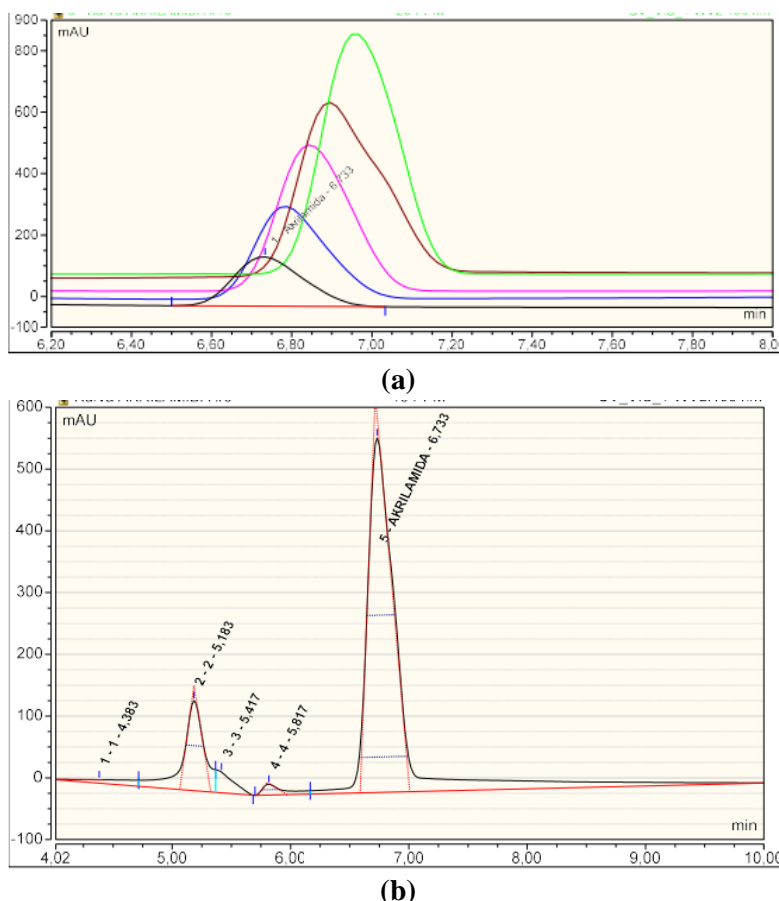 900
mAU
800
600
400
200
0
-100
1 - Akrilamida - 6,733
min
6,20 6,40 6,60 6,80 7,00 7,20 7,40 7,60 7,80 8,0
(a)
600
mAU
500
400
300
200
100
0
-100
1 - 1 - 4,383
2 - 2 - 5,183
3 - 3 - 5,417
4 - 4 - 5,817
5 - AKRILAMIDA - 6,733
min
4,02 5,00 6,00 7,00 8,00 9,00 10,00
(b)